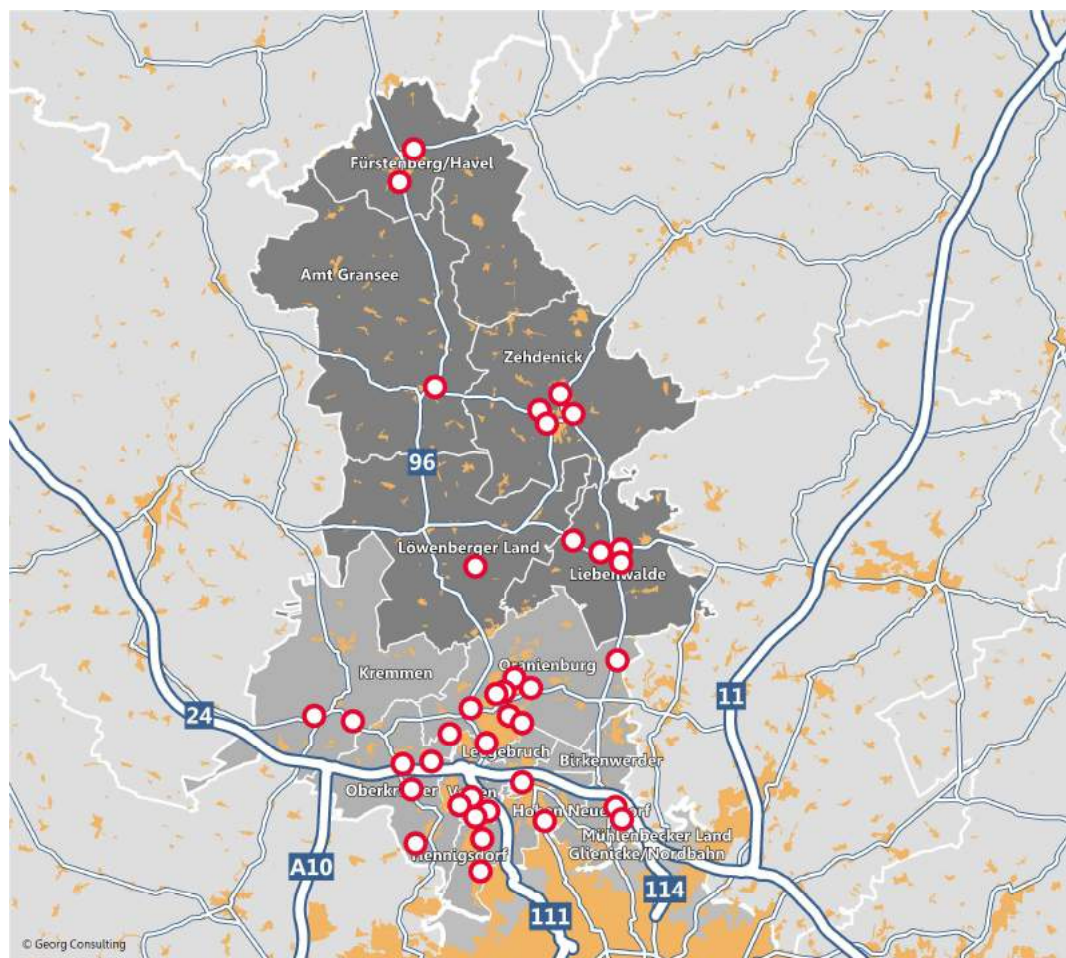 Fürstenberg/Havel
Amt Gransee
Zehdenick
96
Löwenberger Land
Liebenwalde
Oranienburg
Kremmen
11
24
Leegebruch
Birkenwerder
Oberkrämer
Velten
Hohen Neuendorf
Mühlenbecker Land
Glienicke/Nordbahn
Hennigsdorf
A10
114
111
© Georg Consulting